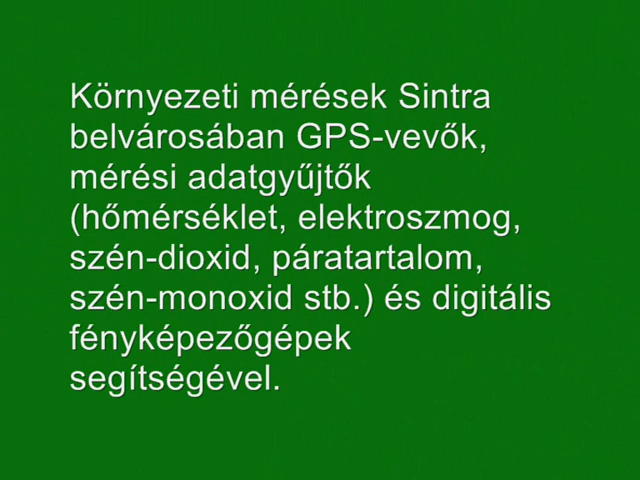 Környezeti mérések Sintra
belvárosában GPS-vevők,
mérési adatgyűjtők
(hőmérséklet, elektroszmog,
szén-dioxid, páratartalom,
szén-monoxid stb.) és digitális
fényképezőgépek
segítségével.